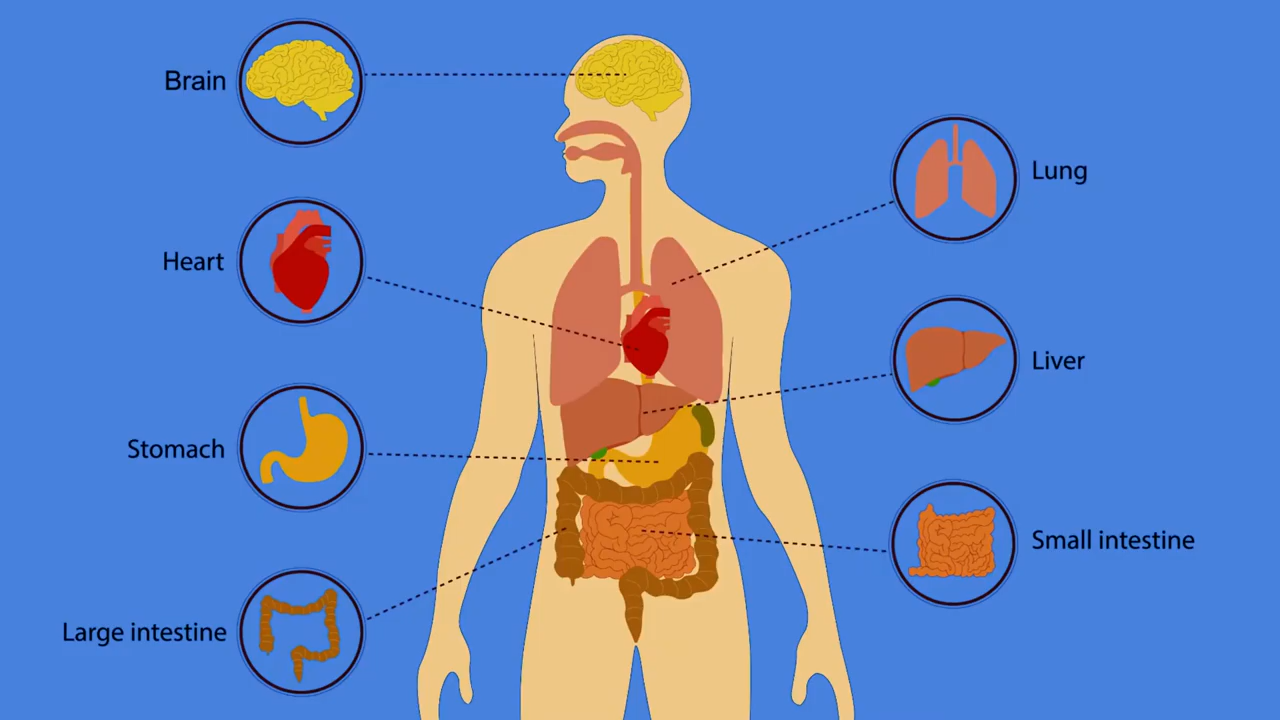 Brain
Heart
Stomach
Large intestine
Lung
Liver
Small intestine